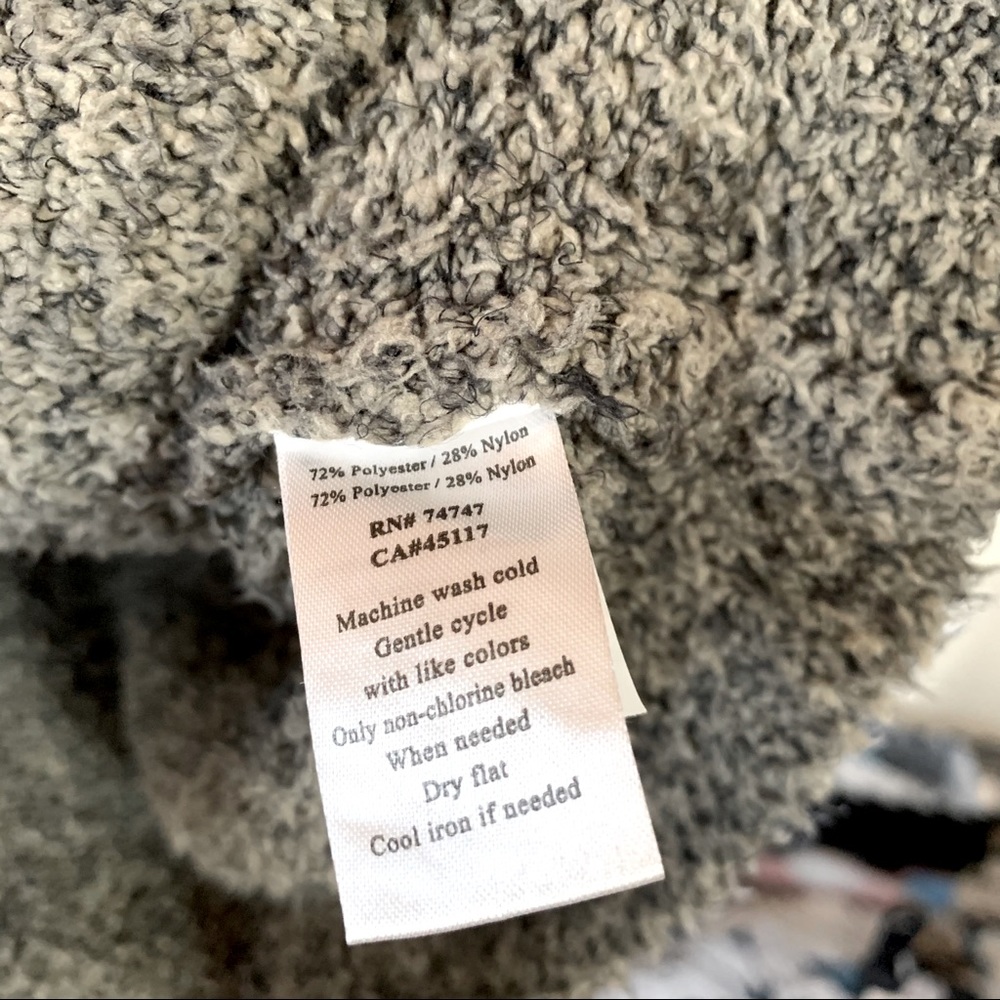 72% Polyester / 28% Nylon
72% Polyester / 28% Nylon
RN# 74747
CA#45117
Machine wash cold
Gentle cycle
with like colors
Only non-chlorine bleach
When needed
Dry flat
Cool iron if needed